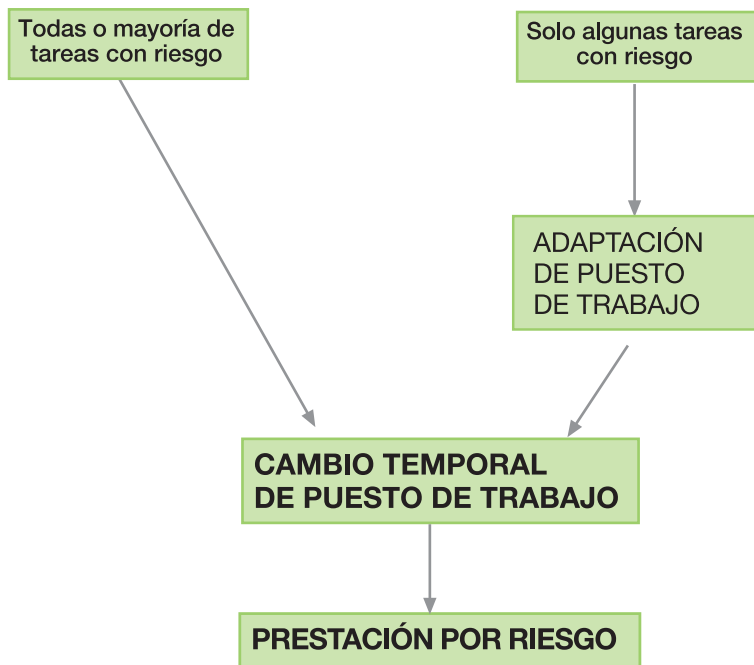 Todas o mayoría de
tareas con riesgo
Solo algunas tareas
con riesgo
ADAPTACIÓN
DE PUESTO
DE TRABAJO
CAMBIO TEMPORAL
DE PUESTO DE TRABAJO
PRESTACIÓN POR RIESGO